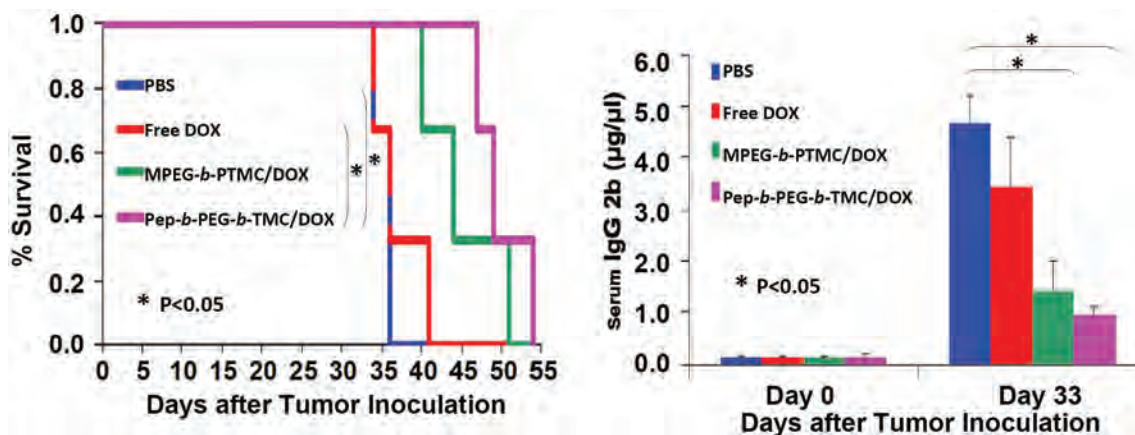 % Survival
1.0
0.8
0.6
0.4
0.2
0.0
PBS
Free DOX
MPEG-b-PTMC/DOX
Pep-b-PEG-b-TMC/DOX
*
*
* P<0.05
0 5 10 15 20 25 30 35 40 45 50 55
Days after Tumor Inoculation
serum IgG 2b (µg/µl)
6.0
5.0
4.0
3.0
2.0
1.0
0.0
PBS
Free DOX
MPEG-b-PTMC/DOX
Pep-b-PEG-b-TMC/DOX
*
*
* P<0.05
Day 0 Day 33
Days after Tumor Inoculation